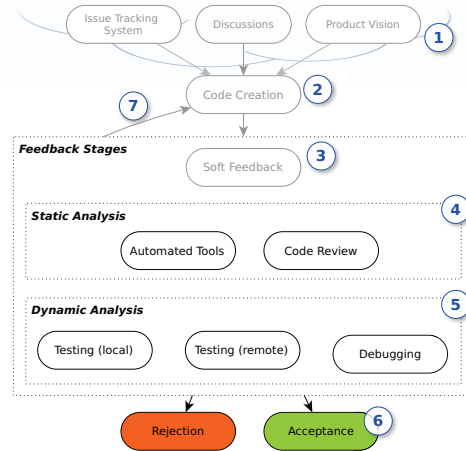 Issue Tracking
System
Discussions
Product Vision
1
Code Creation
2
7
Feedback Stages
Soft Feedback
3
4
Static Analysis
Automated Tools
Code Review
5
Dynamic Analysis
Testing (local)
Testing (remote)
Debugging
6
Rejection
Acceptance